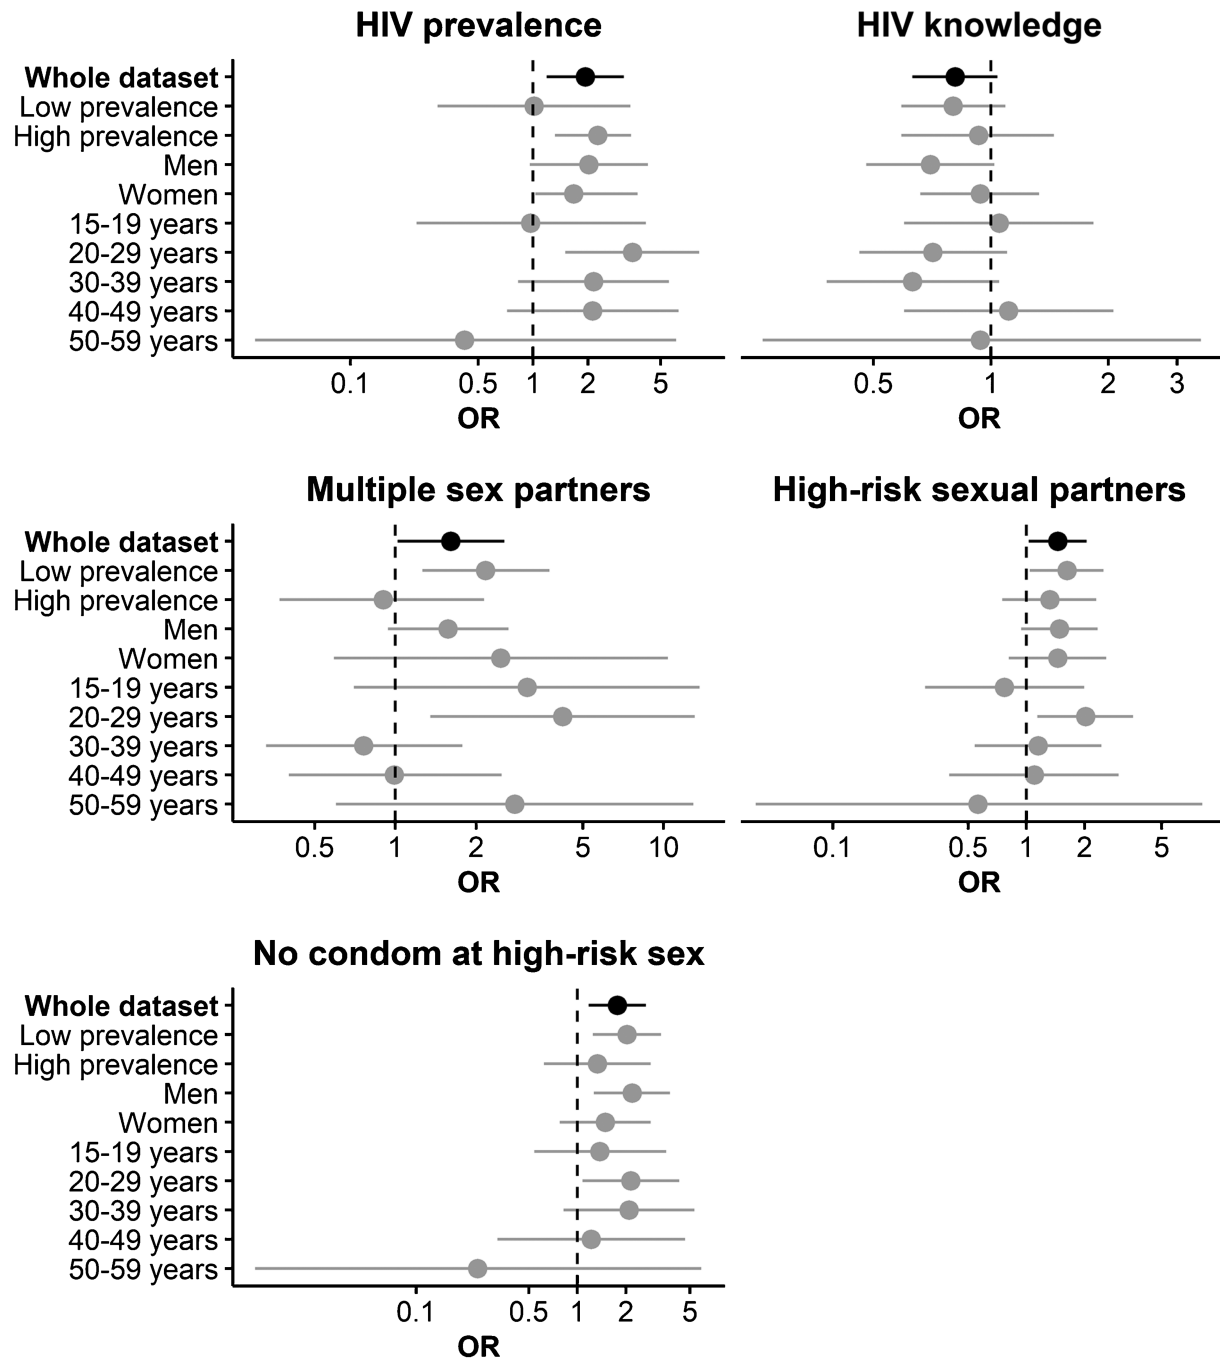 HIV prevalence
Whole dataset
Low prevalence
High prevalence
Men
Women
15-19 years
20-29 years
30-39 years
40-49 years
50-59 years
0.1 0.5 1 2 5
OR
HIV knowledge
0.5 1 2 3
OR
Multiple sex partners
Whole dataset
Low prevalence
High prevalence
Men
Women
15-19 years
20-29 years
30-39 years
40-49 years
50-59 years
0.5 1 2 5 10
OR
High-risk sexual partners
0.1 0.5 1 2 5
OR
No condom at high-risk sex
Whole dataset
Low prevalence
High prevalence
Men
Women
15-19 years
20-29 years
30-39 years
40-49 years
50-59 years
0.1 0.5 1 2 5
OR